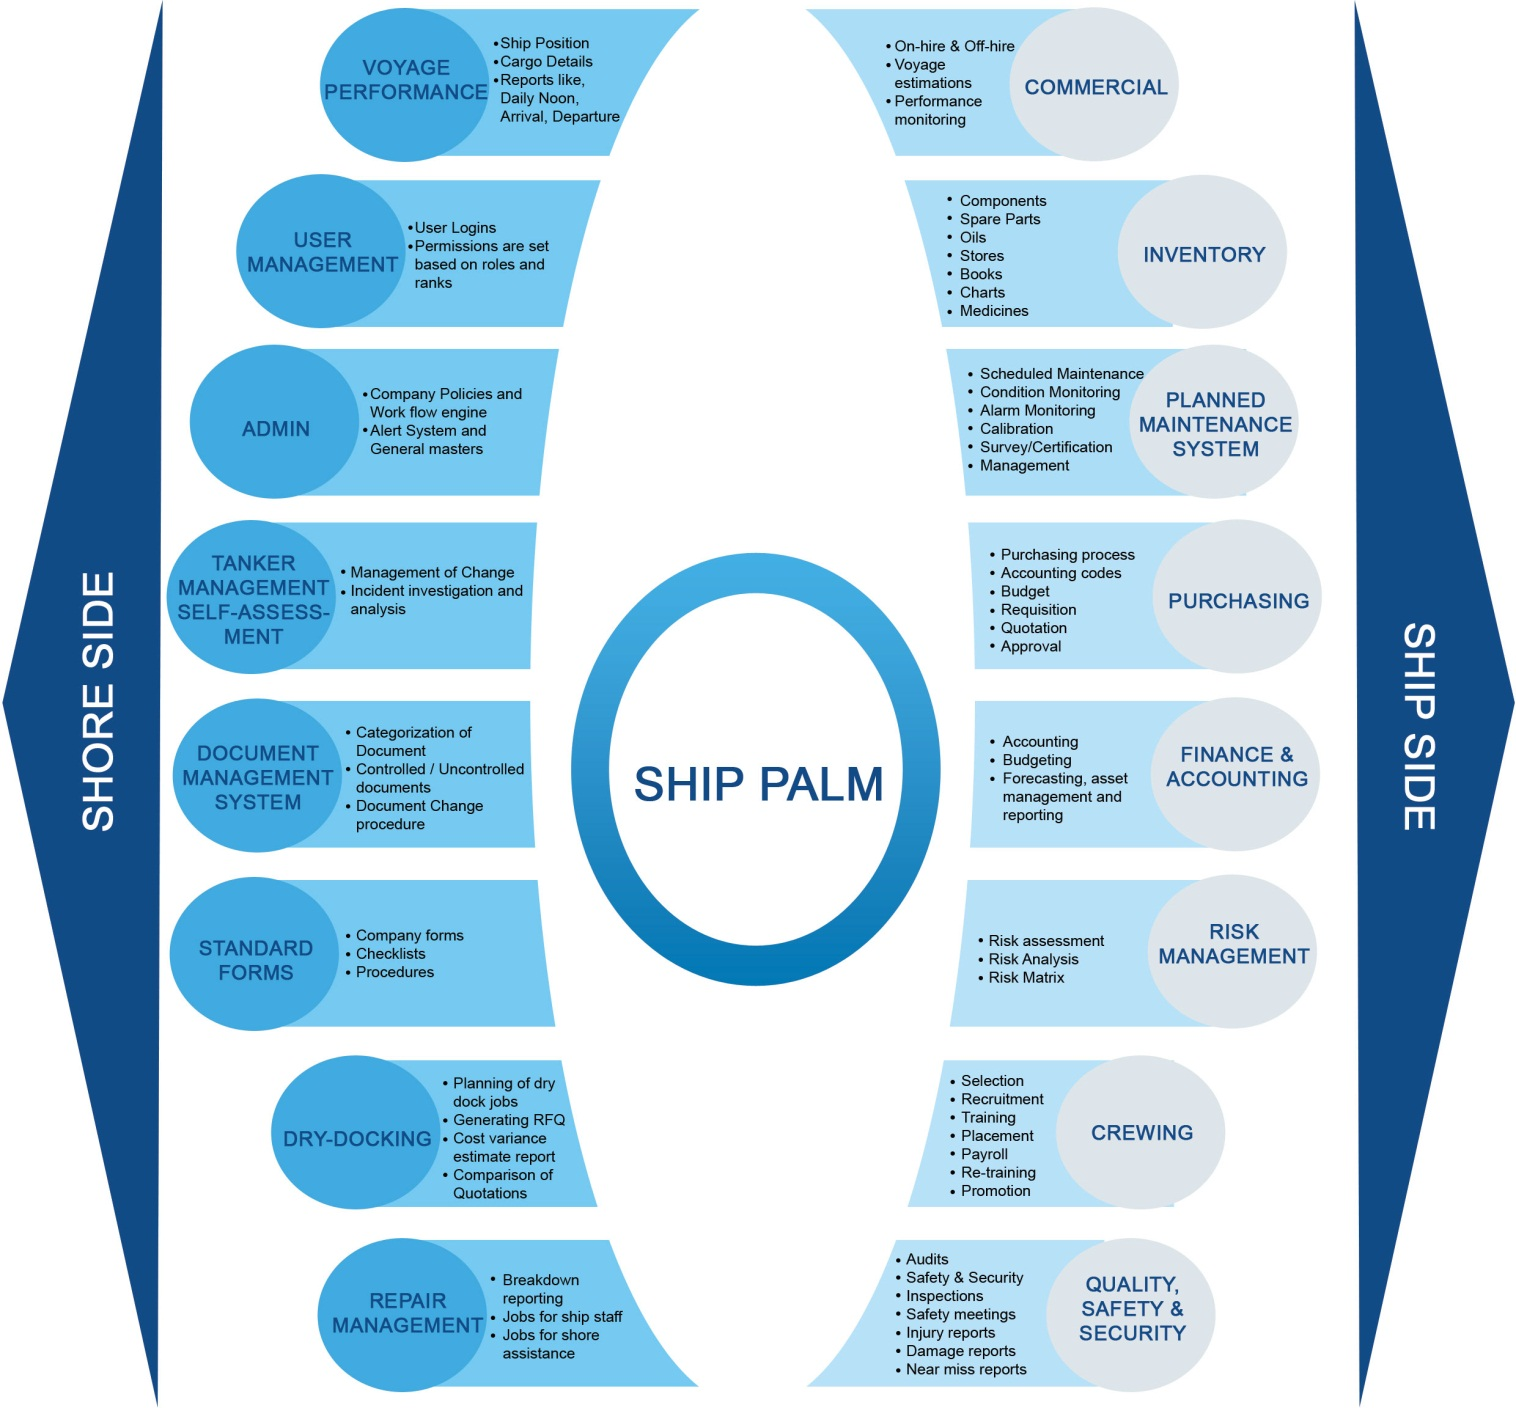 SHORE SIDE
VOYAGE
PERFORMANCE
• Ship Position
• Cargo Details
• Reports like,
Daily Noon,
Arrival, Departure
USER
MANAGEMENT
• User Logins
• Permissions are set
based on roles and
ranks
ADMIN
• Company Policies and
Work flow engine
• Alert System and
General masters
TANKER
MANAGEMENT
SELF-ASSESS-
MENT
• Management of Change
• Incident investigation and
analysis
DOCUMENT
MANAGEMENT
SYSTEM
• Categorization of
Document
• Controlled / Uncontrolled
documents
• Document Change
procedure
STANDARD
FORMS
• Company forms
• Checklists
• Procedures
DRY-DOCKING
• Planning of dry
dock jobs
• Generating RFQ
• Cost variance
estimate report
• Comparison of
Quotations
REPAIR
MANAGEMENT
• Breakdown
reporting
• Jobs for ship staff
• Jobs for shore
assistance
SHIP PALM
• On-hire & Off-hire
• Voyage
estimations
• Performance
monitoring
COMMERCIAL
• Components
• Spare Parts
• Oils
• Stores
• Books
• Charts
• Medicines
INVENTORY
• Scheduled Maintenance
• Condition Monitoring
• Alarm Monitoring
• Calibration
• Survey/Certification
• Management
PLANNED
MAINTENANCE
SYSTEM
• Purchasing process
• Accounting codes
• Budget
• Requisition
• Quotation
• Approval
PURCHASING
• Accounting
• Budgeting
• Forecasting, asset
management and
reporting
FINANCE &
ACCOUNTING
• Risk assessment
• Risk Analysis
• Risk Matrix
RISK
MANAGEMENT
• Selection
• Recruitment
• Training
• Placement
• Payroll
• Re-training
• Promotion
CREWING
• Audits
• Safety & Security
• Inspections
• Safety meetings
• Injury reports
• Damage reports
• Near miss reports
QUALITY,
SAFETY &
SECURITY
SHIP SIDE